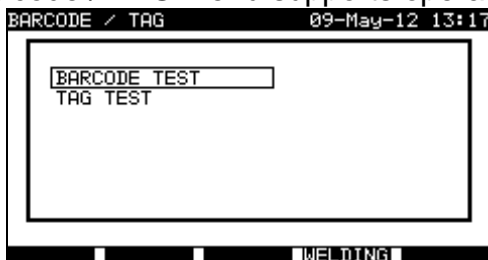 BARCODE / TAG 09-May-12 13:17
BARCODE TEST
TAG TEST
WELDING